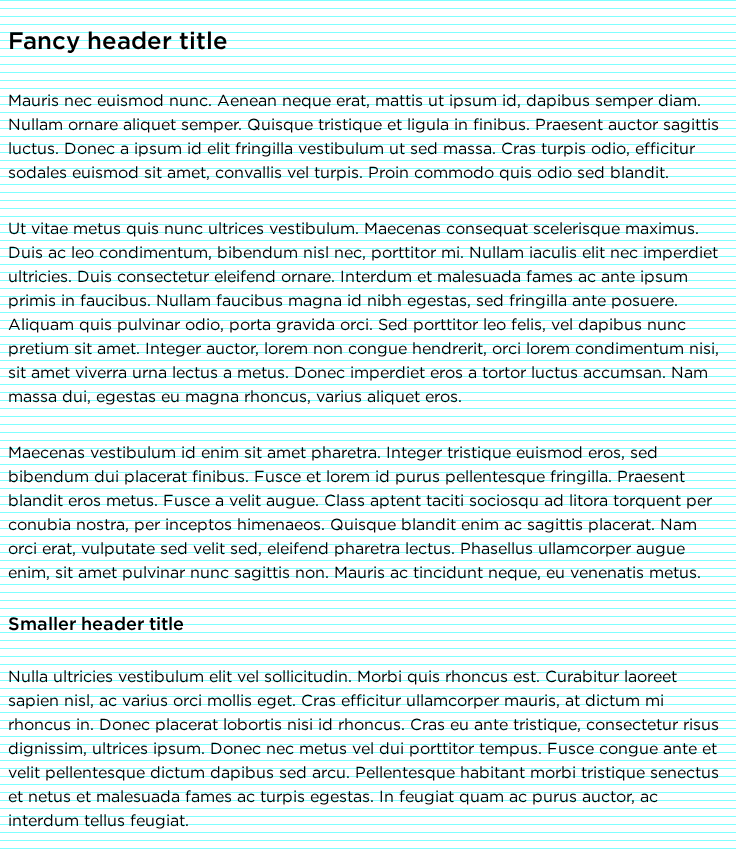 Fancy header title
Mauris nec euismod nunc. Aenean neque erat, mattis ut ipsum id, dapibus semper diam.
Nullam ornare aliquet semper. Quisque tristique et ligula in finibus. Praesent auctor sagittis
luctus. Donec a ipsum id elit fringilla vestibulum ut sed massa. Cras turpis odio, efficitur
sodales euismod sit amet, convallis vel turpis. Proin commodo quis odio sed blandit.
Ut vitae metus quis nunc ultrices vestibulum. Maecenas consequat scelerisque maximus.
Duis ac leo condimentum, bibendum nisl nec, porttitor mi. Nullam iaculis elit nec imperdiet
ultricies. Duis consectetur eleifend ornare. Interdum et malesuada fames ac ante ipsum
primis in faucibus. Nullam faucibus magna id nibh egestas, sed fringilla ante posuere.
Aliquam quis pulvinar odio, porta gravida orci. Sed porttitor leo felis, vel dapibus nunc
pretium sit amet. Integer auctor, lorem non congue hendrerit, orci lorem condimentum nisi,
sit amet viverra urna lectus a metus. Donec imperdiet eros a tortor luctus accumsan. Nam
massa dui, egestas eu magna rhoncus, varius aliquet eros.
Maecenas vestibulum id enim sit amet pharetra. Integer tristique euismod eros, sed
bibendum dui placerat finibus. Fusce et lorem id purus pellentesque fringilla. Praesent
blandit eros metus. Fusce a velit augue. Class aptent taciti sociosqu ad litora torquent per
conubia nostra, per inceptos himenaeos. Quisque blandit enim ac sagittis placerat. Nam
orci erat, vulputate sed velit sed, eleifend pharetra lectus. Phasellus ullamcorper augue
enim, sit amet pulvinar nunc sagittis non. Mauris ac tincidunt neque, eu venenatis metus.
Smaller header title
Nulla ultricies vestibulum elit vel sollicitudin. Morbi quis rhoncus est. Curabitur laoreet
sapien nisl, ac varius orci mollis eget. Cras efficitur ullamcorper mauris, at dictum mi
rhoncus in. Donec placerat lobortis nisi id rhoncus. Cras eu ante tristique, consectetur risus
dignissim, ultrices ipsum. Donec nec metus vel dui porttitor tempus. Fusce congue ante et
velit pellentesque dictum dapibus sed arcu. Pellentesque habitant morbi tristique senectus
et netus et malesuada fames ac turpis egestas. In feugiat quam ac purus auctor, ac
interdum tellus feugiat.